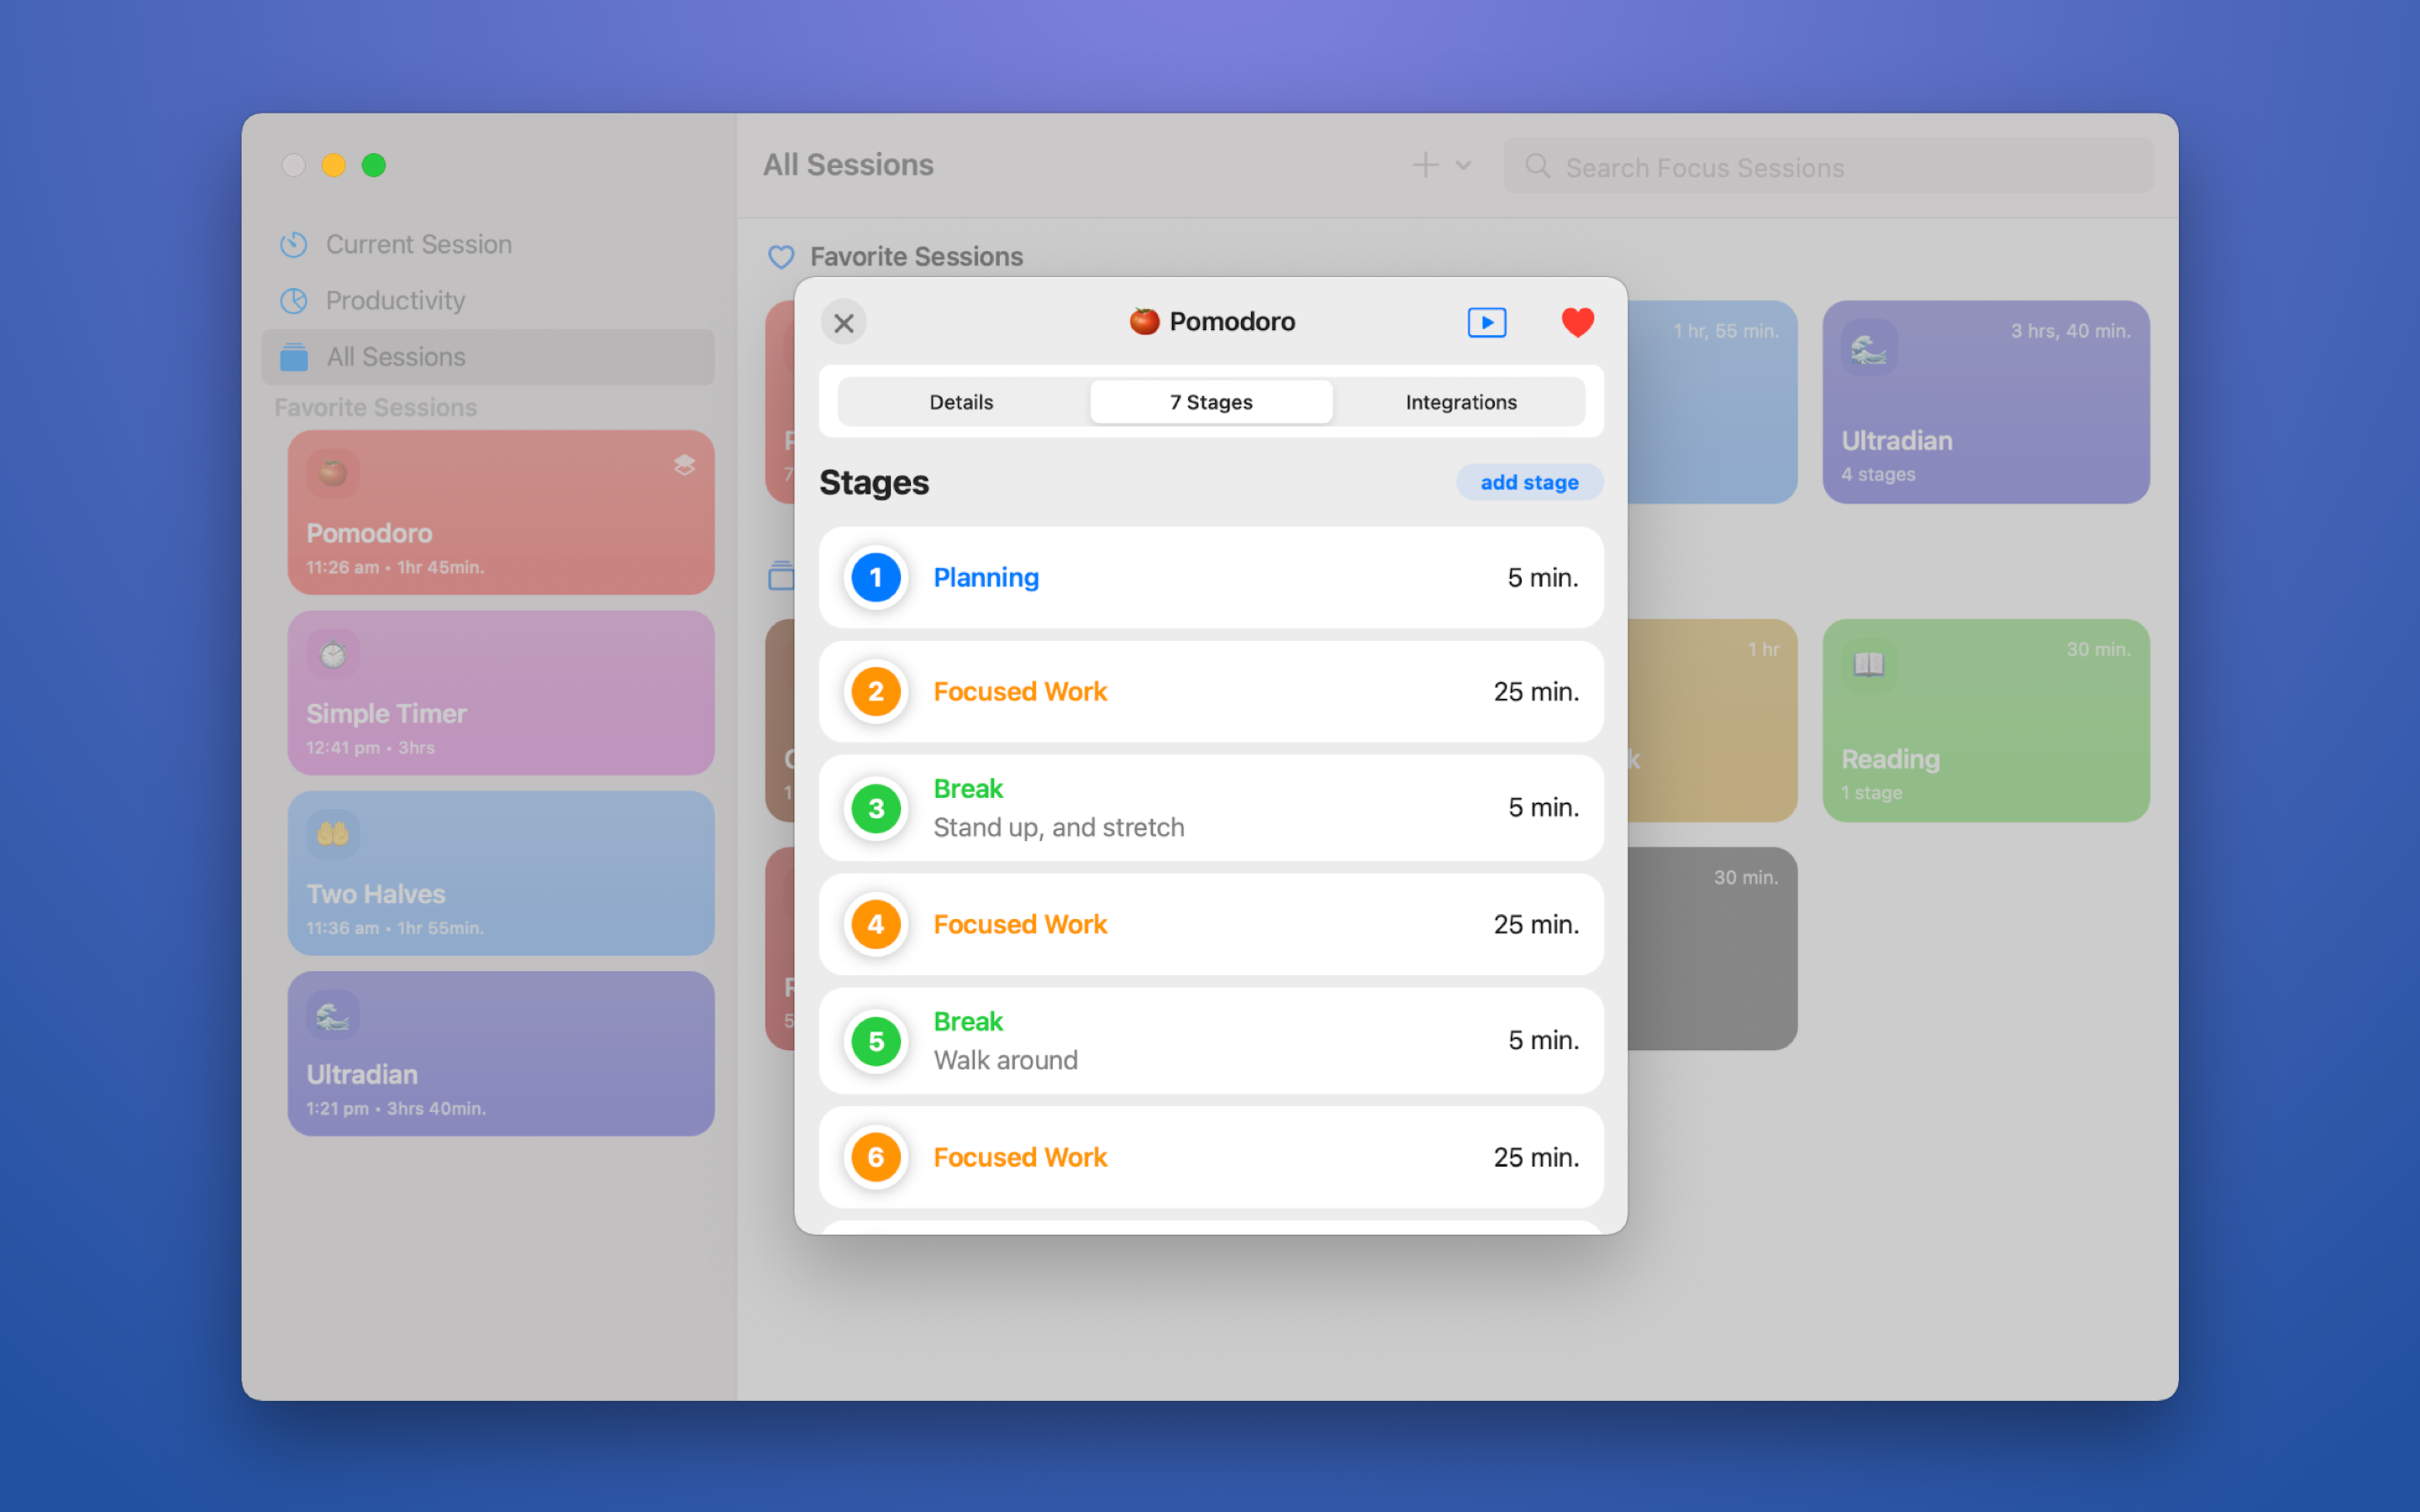 All Sessions
Search Focus Sessions
Current Session
Productivity
All Sessions
Favorite Sessions
Pomodoro
11:26 am • 1hr 45min.
Simple Timer
12:41 pm • 3hrs
Two Halves
11:36 am • 1hr 55min.
Ultradian
1:21 pm • 3hrs 40min.
Favorite Sessions
1 hr, 55 min.
3 hrs, 40 min.
Ultradian
4 stages
1 hr
30 min.
Reading
1 stage
30 min.
Pomodoro
Details
7 Stages
Integrations
Stages
add stage
1
Planning
5 min.
2
Focused Work
25 min.
3
Break
Stand up, and stretch
5 min.
4
Focused Work
25 min.
5
Break
Walk around
5 min.
6
Focused Work
25 min.